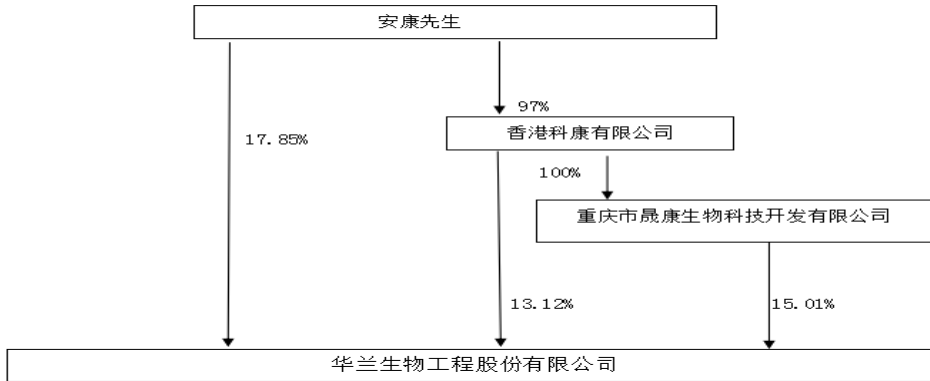 安康先生
97%
香港科康有限公司
17.85%
100%
重庆市晟康生物科技开发有限公司
13.12%
15.01%
华兰生物工程股份有限公司